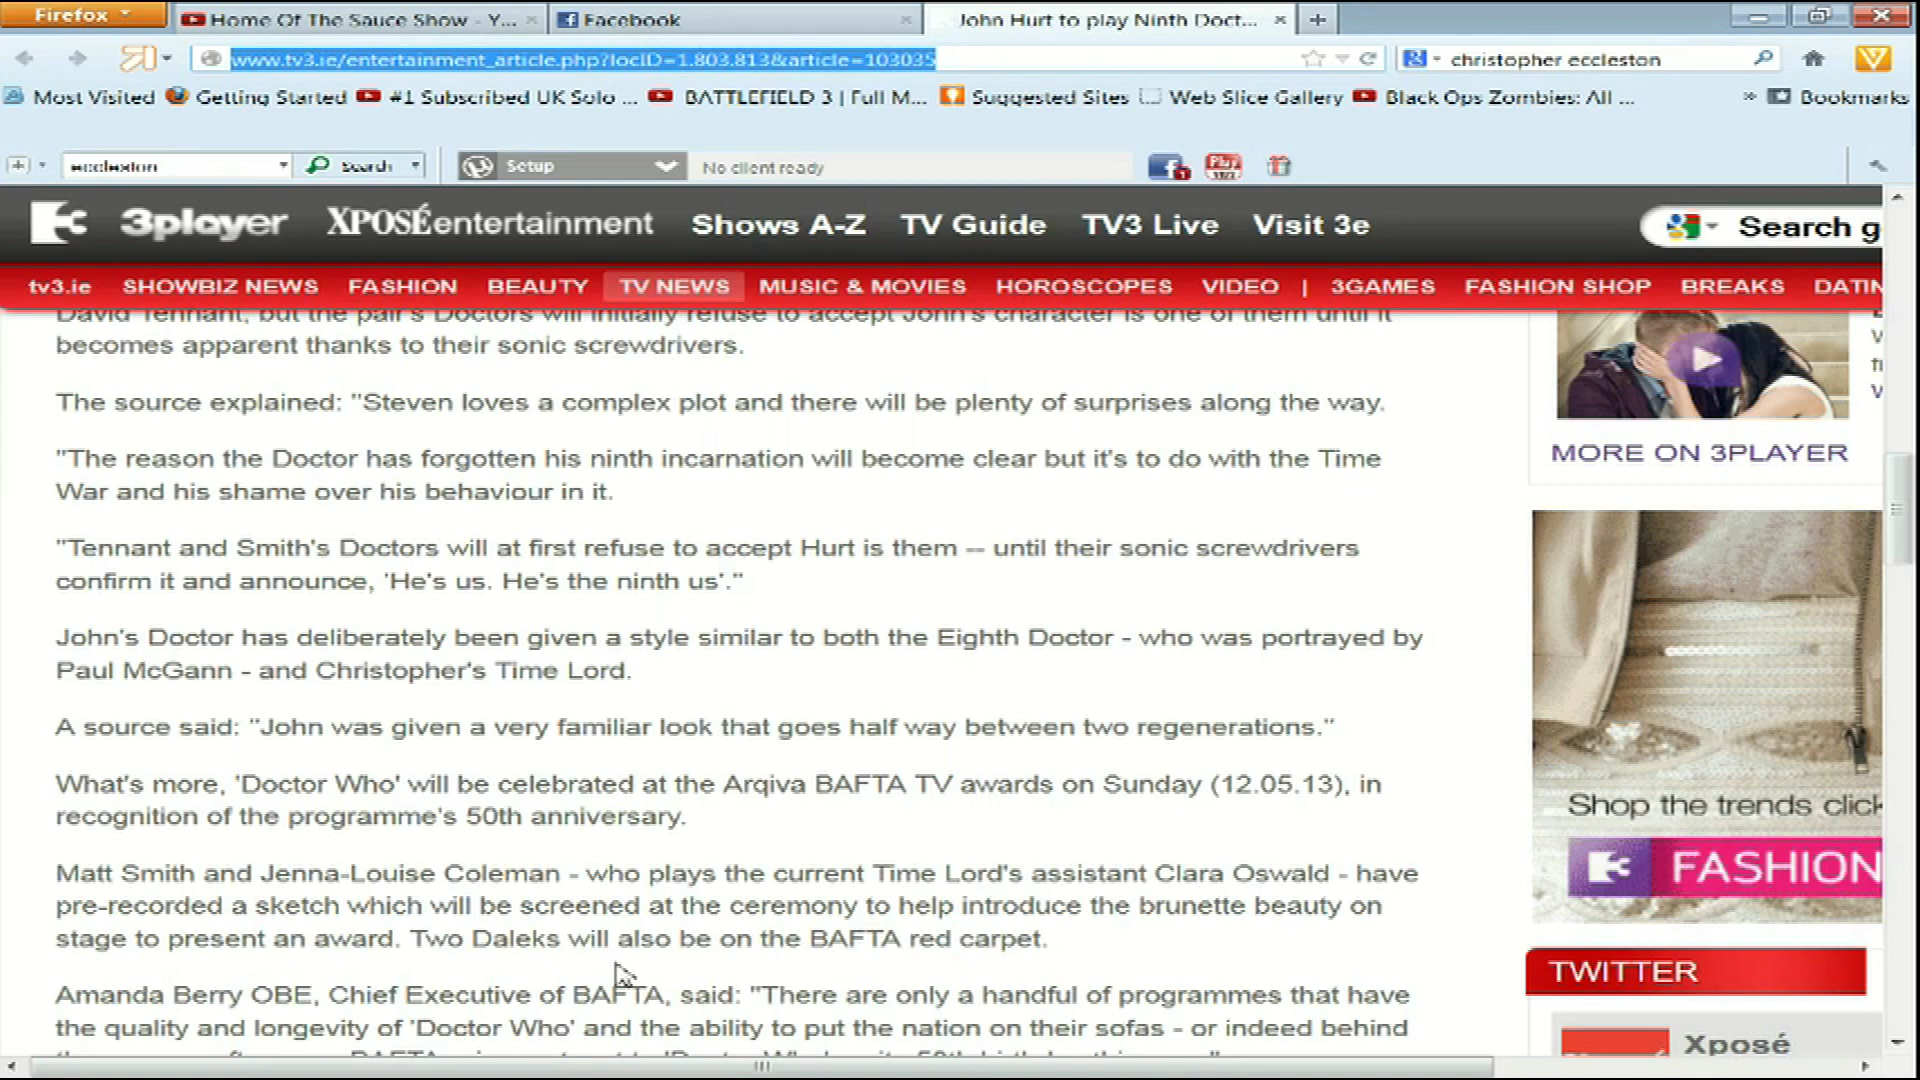 Firefox
Home Of The Sauce Show - Y...
Facebook
John Hurt to play Ninth Doct...
www.tv3.ie/entertainment_article.php?locID=1.803.813&article=103035
christopher eccleston
Most Visited
Getting Started
#1 Subscribed UK Solo ...
BATTLEFIELD 3 | Full M...
Suggested Sites
Web Slice Gallery
Black Ops Zombies: All ...
Bookmarks
eccleston
Search
Setup
No client ready
3player
XPOSÉentertainment
Shows A-Z
TV Guide
TV3 Live
Visit 3e
Search g
tv3.ie
SHOWBIZ NEWS
FASHION
BEAUTY
TV NEWS
MUSIC & MOVIES
HOROSCOPES
VIDEO
|
3GAMES
FASHION SHOP
BREAKS
DATIN
David Tennant, but the pair's Doctors will initially refuse to accept John's character is one of them until it
becomes apparent thanks to their sonic screwdrivers.
The source explained: "Steven loves a complex plot and there will be plenty of surprises along the way.
"The reason the Doctor has forgotten his ninth incarnation will become clear but it's to do with the Time
War and his shame over his behaviour in it.
"Tennant and Smith's Doctors will at first refuse to accept Hurt is them -- until their sonic screwdrivers
confirm it and announce, 'He's us. He's the ninth us'."
John's Doctor has deliberately been given a style similar to both the Eighth Doctor - who was portrayed by
Paul McGann - and Christopher's Time Lord.
A source said: "John was given a very familiar look that goes half way between two regenerations."
What's more, 'Doctor Who' will be celebrated at the Arqiva BAFTA TV awards on Sunday (12.05.13), in
recognition of the programme's 50th anniversary.
Matt Smith and Jenna-Louise Coleman - who plays the current Time Lord's assistant Clara Oswald - have
pre-recorded a sketch which will be screened at the ceremony to help introduce the brunette beauty on
stage to present an award. Two Daleks will also be on the BAFTA red carpet.
Amanda Berry OBE, Chief Executive of BAFTA, said: "There are only a handful of programmes that have
the quality and longevity of 'Doctor Who' and the ability to put the nation on their sofas - or indeed behind
MORE ON 3PLAYER
Shop the trends click
FASHION
TWITTER
Xposé